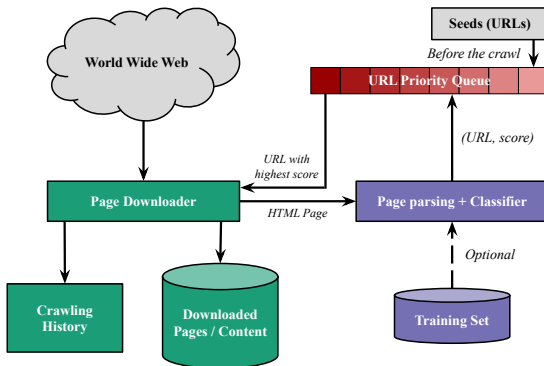 Seeds (URLs)
World Wide Web
Before the crawl
URL Priority Queue
URL with
highest score
(URL, score)
Page Downloader
HTML Page
Page parsing + Classifier
Optional
Crawling
History
Downloaded
Pages / Content
Training Set